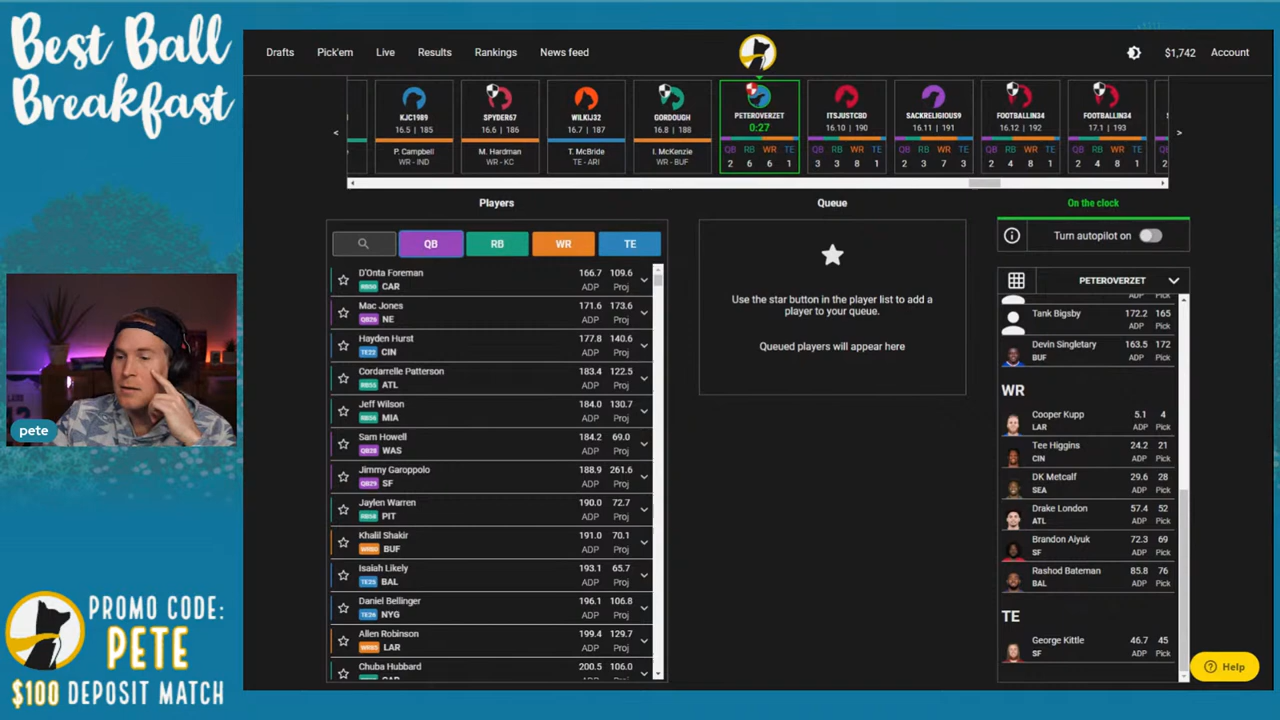 Best Ball
Breakfast
pete
PROMO CODE:
PETE
$100 DEPOSIT MATCH
Drafts Pick'em Live Results Rankings News feed
$1,742 Account
KJC1989
16.5 | 185
P. Campbell
WR - IND
SPYDER67
16.6 | 186
M. Hardman
WR - KC
WILKIJ32
16.7 | 187
T. McBride
TE - ARI
GORDOUGH
16.8 | 188
I. McKenzie
WR - BUF
PETEROVERZET
0:27
QB RB WR TE
2 6 6 1
ITSJUSTCBD
16.10 | 190
QB RB WR TE
3 3 8 1
SACKRELIGIOUS9
16.11 | 191
QB RB WR TE
2 3 7 3
FOOTBALLIN34
16.12 | 192
QB RB WR TE
2 4 8 1
FOOTBALLIN34
17.1 | 193
QB RB WR TE
2 4 8 1
Players
QB RB WR TE
D'Onta Foreman 166.7 109.6
CAR ADP Proj
Mac Jones 171.6 173.6
NE ADP Proj
Hayden Hurst 177.8 140.6
CIN ADP Proj
Cordarrelle Patterson 183.4 122.5
ATL ADP Proj
Jeff Wilson 184.0 130.7
MIA ADP Proj
Sam Howell 184.2 69.0
WAS ADP Proj
Jimmy Garoppolo 188.9 261.6
SF ADP Proj
Jaylen Warren 190.0 72.7
PIT ADP Proj
Khalil Shakir 191.0 70.1
BUF ADP Proj
Isaiah Likely 193.1 65.7
BAL ADP Proj
Daniel Bellinger 196.1 106.8
NYG ADP Proj
Allen Robinson 199.4 129.7
LAR ADP Proj
Chuba Hubbard 200.5 106.0
Queue
Use the star button in the player list to add a
player to your queue.
Queued players will appear here
On the clock
Turn autopilot on
PETEROVERZET
ADP Pick
Tank Bigsby 172.2 165
ADP Pick
Devin Singletary 163.5 172
BUF ADP Pick
WR
Cooper Kupp 5.1 4
LAR ADP Pick
Tee Higgins 24.2 21
CIN ADP Pick
DK Metcalf 29.6 28
SEA ADP Pick
Drake London 57.4 52
ATL ADP Pick
Brandon Aiyuk 72.3 69
SF ADP Pick
Rashod Bateman 85.8 76
BAL ADP Pick
TE
George Kittle 46.7 45
SF ADP Pick
Help